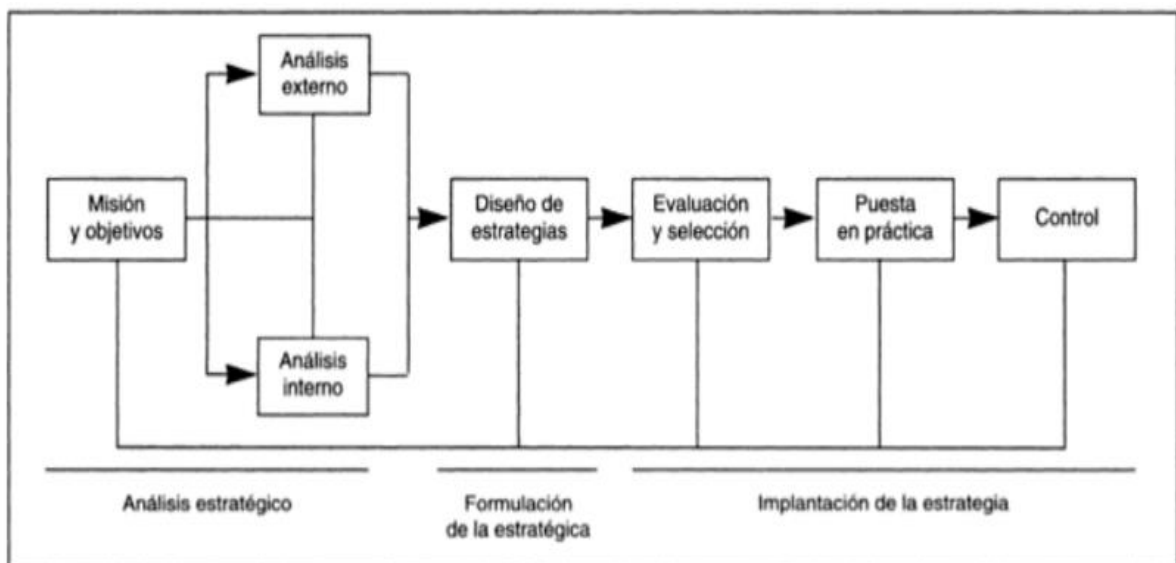 Análisis
externo
Misión
y objetivos
Diseño de
estrategias
Evaluación
y selección
Puesta
en práctica
Control
Análisis
interno
Análisis estratégico
Formulación
de la estratégica
Implantación de la estrategia